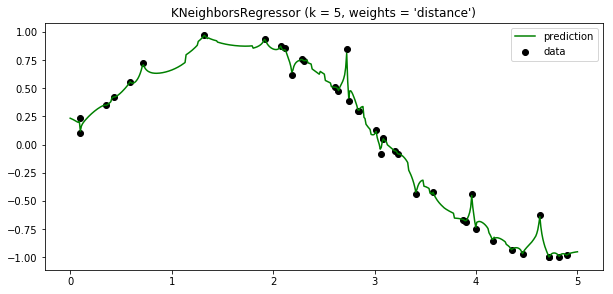 KNeighborsRegressor (k = 5, weights = 'distance')
prediction
data
1.00
0.75
0.50
0.25
0.00
−0.25
−0.50
−0.75
−1.00
0 1 2 3 4 5